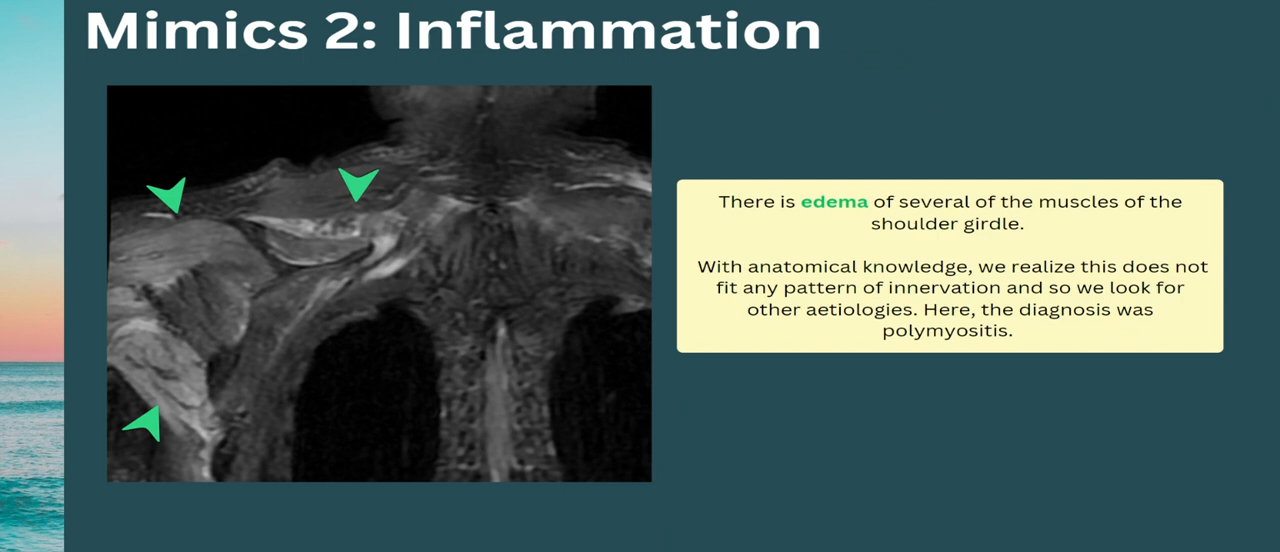 Mimics 2: Inflammation
There is edema of several of the muscles of the
shoulder girdle.
With anatomical knowledge, we realize this does not
fit any pattern of innervation and so we look for
other aetiologies. Here, the diagnosis was
polymyositis.